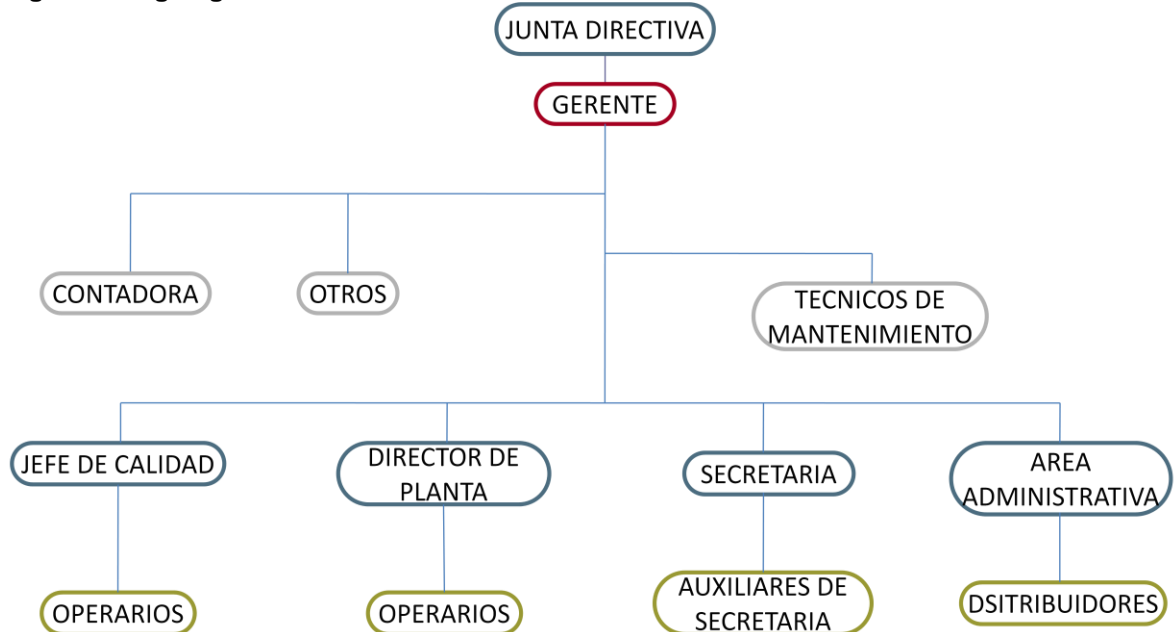 JUNTA DIRECTIVA
GERENTE
CONTADORA
OTROS
TECNICOS DE
MANTENIMIENTO
JEFE DE CALIDAD
DIRECTOR DE
PLANTA
SECRETARIA
AREA
ADMINISTRATIVA
OPERARIOS
OPERARIOS
AUXILIARES DE
SECRETARIA
DSITRIBUIDORES